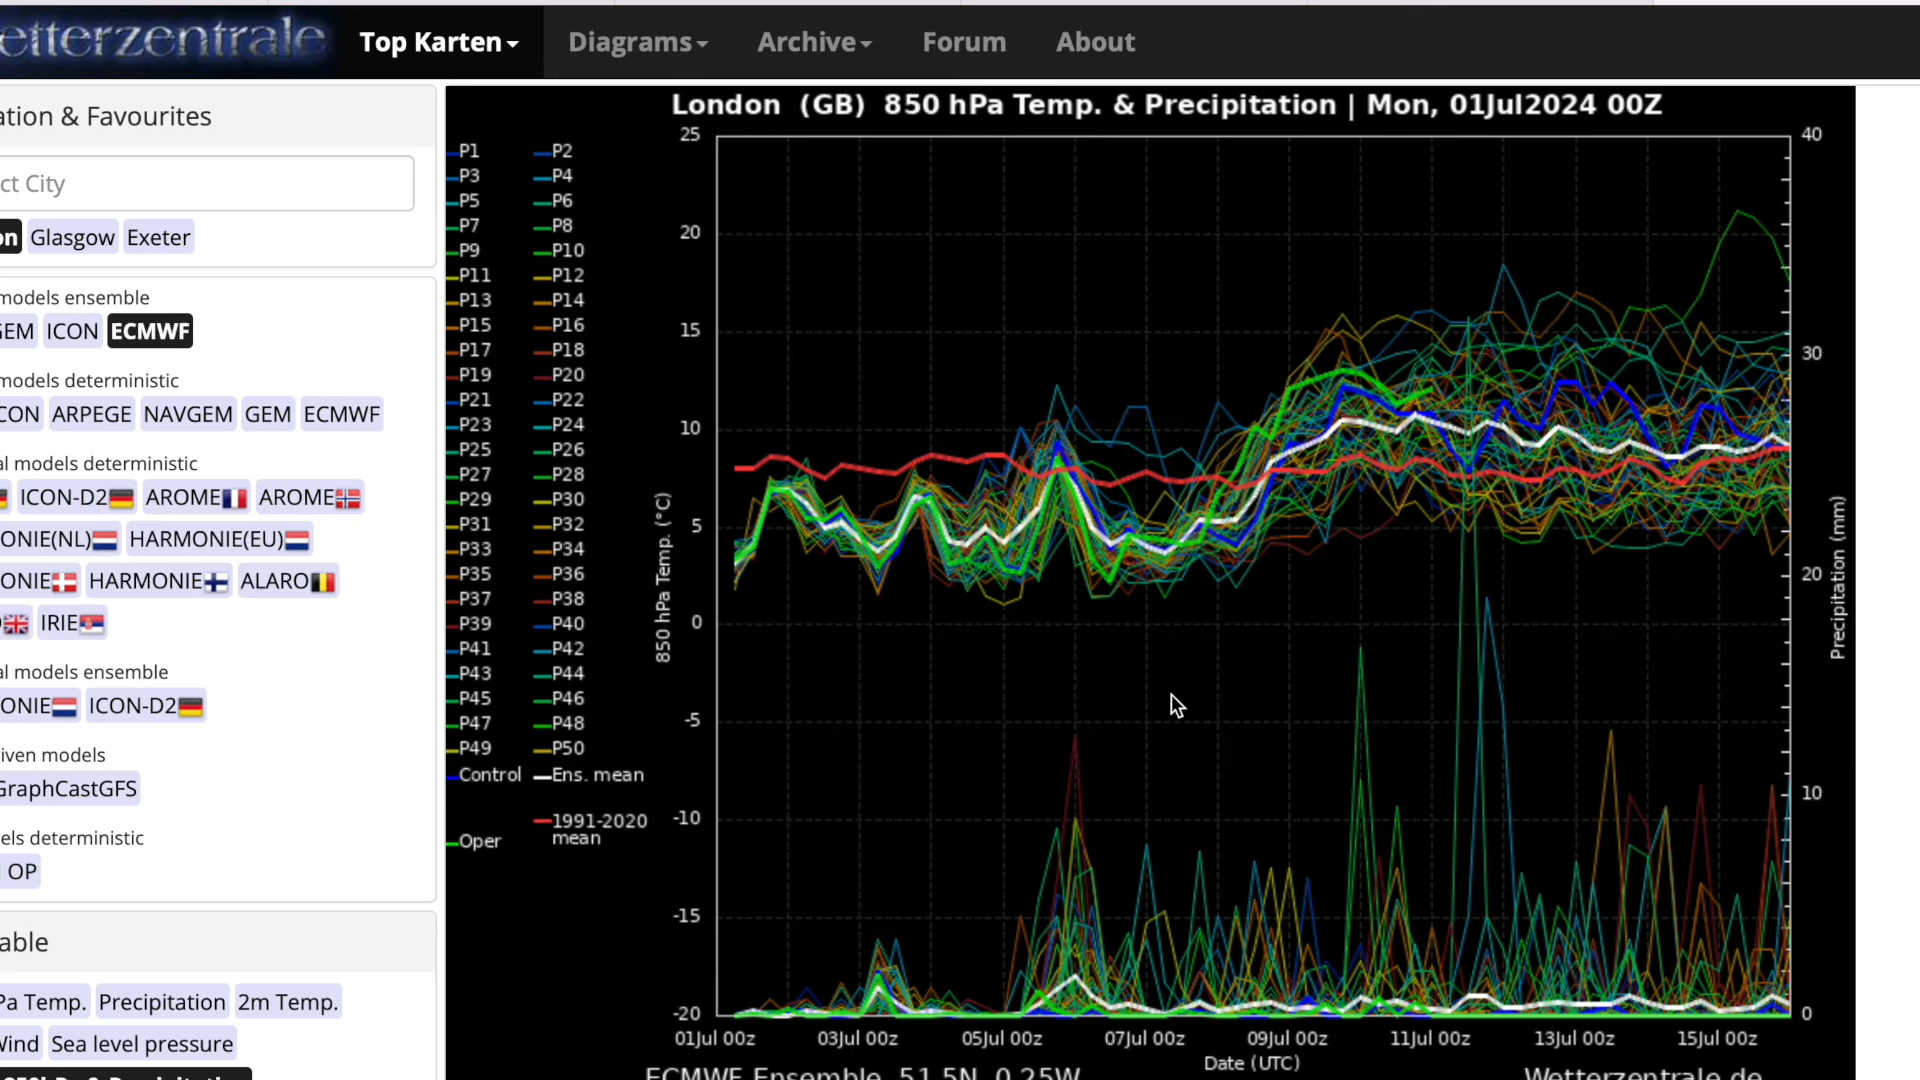 etterzentrale Top Karten Diagrams Archive Forum About
ation & Favourites
ct City
on Glasgow Exeter
models ensemble
GEM ICON ECMWF
models deterministic
CON ARPEGE NAVGEM GEM ECMWF
al models deterministic
ICON-D2 AROME AROME
ONIE(NL) HARMONIE(EU)
ONIE HARMONIE ALARO
IRIE
al models ensemble
ONIE ICON-D2
iven models
GraphCastGFS
els deterministic
OP
able
Pa Temp. Precipitation 2m Temp.
Wind Sea level pressure
London (GB) 850 hPa Temp. & Precipitation | Mon, 01Jul2024 00Z
P1 P2
P3 P4
P5 P6
P7 P8
P9 P10
P11 P12
P13 P14
P15 P16
P17 P18
P19 P20
P21 P22
P23 P24
P25 P26
P27 P28
P29 P30
P31 P32
P33 P34
P35 P36
P37 P38
P39 P40
P41 P42
P43 P44
P45 P46
P47 P48
P49 P50
Control Ens. mean
1991-2020
mean
Oper
850 hPa Temp. (°C)
25
20
15
10
5
0
-5
-10
-15
-20
40
30
20
10
0
Precipitation (mm)
01Jul 00z 03Jul 00z 05Jul 00z 07Jul 00z 09Jul 00z 11Jul 00z 13Jul 00z 15Jul 00z
Date (UTC)
ECMWF Ensemble 51.5N 0.25W
Wetterzentrale.de